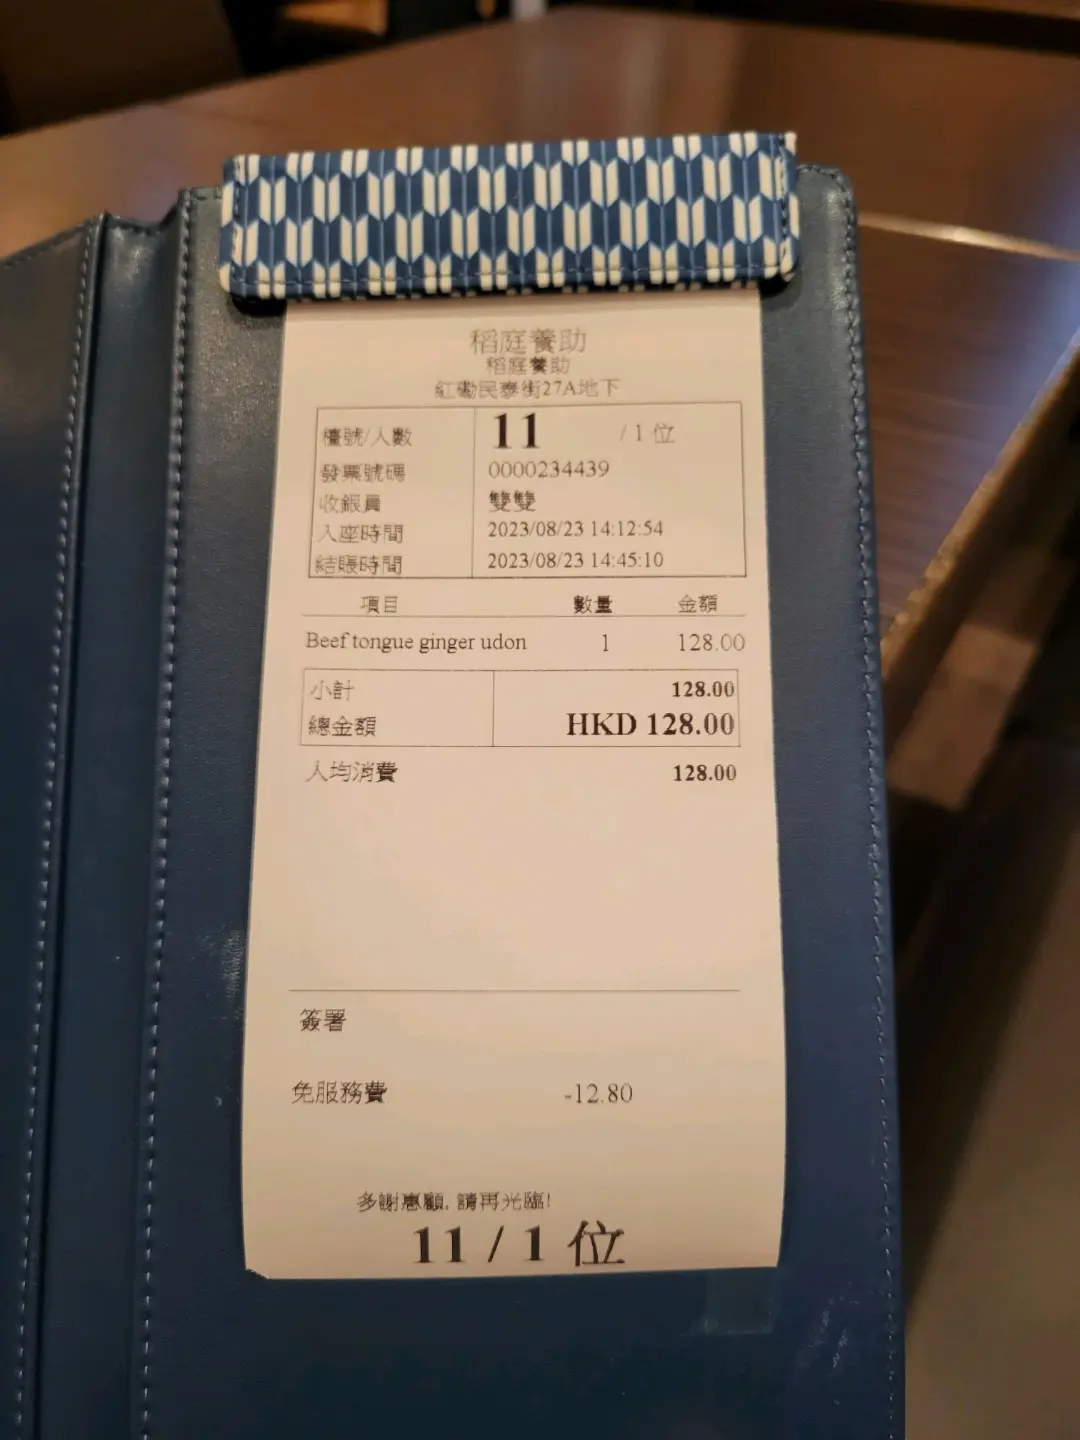 稻庭養助
稻庭養助
紅磡民泰街27A地下
檯號/人數 11 / 1 位
發票號碼 0000234439
收銀員 雙雙
入座時間 2023/08/23 14:12:54
結賬時間 2023/08/23 14:45:10
項目 數量 金額
Beef tongue ginger udon 1 128.00
小計 128.00
總金額 HKD 128.00
人均消費 128.00
簽署
免服務費 -12.80
多謝惠顧, 請再光臨!
11 / 1 位